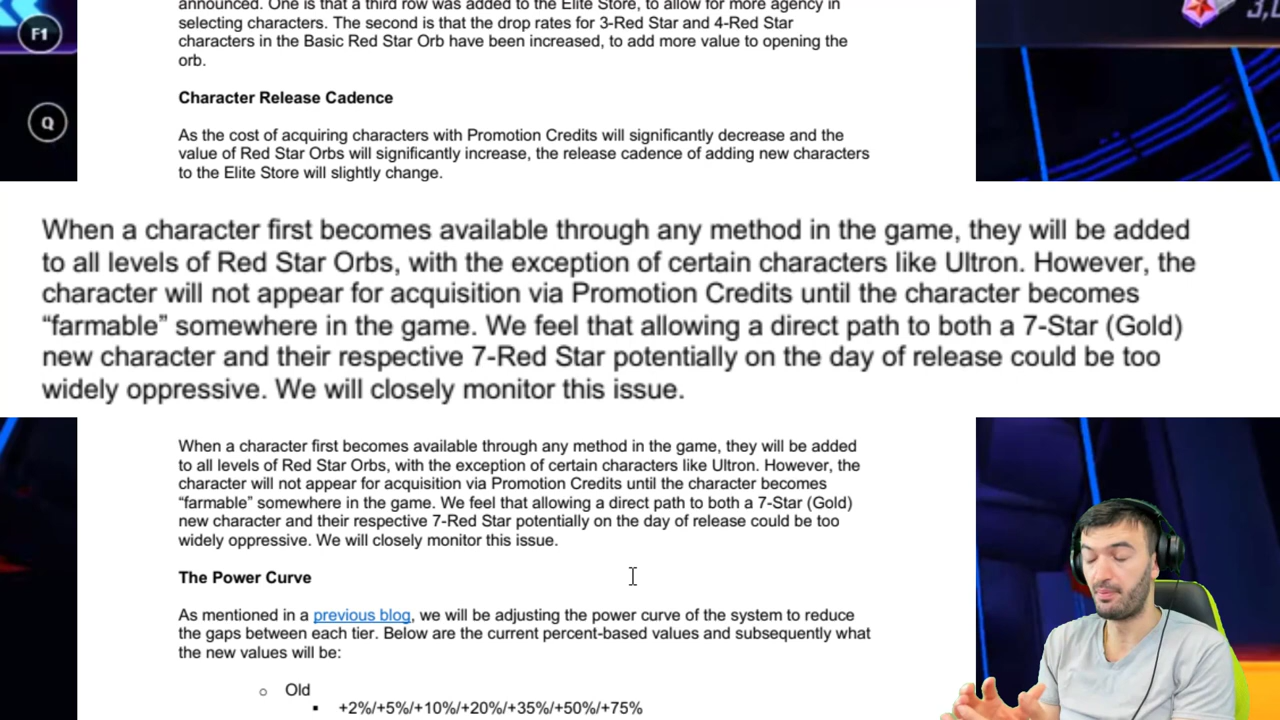 announced. One is that a third row was added to the Elite Store, to allow for more agency in
selecting characters. The second is that the drop rates for 3-Red Star and 4-Red Star
characters in the Basic Red Star Orb have been increased, to add more value to opening the
orb.
F1
Q
Character Release Cadence
As the cost of acquiring characters with Promotion Credits will significantly decrease and the
value of Red Star Orbs will significantly increase, the release cadence of adding new characters
to the Elite Store will slightly change.
When a character first becomes available through any method in the game, they will be added
to all levels of Red Star Orbs, with the exception of certain characters like Ultron. However, the
character will not appear for acquisition via Promotion Credits until the character becomes
“farmable” somewhere in the game. We feel that allowing a direct path to both a 7-Star (Gold)
new character and their respective 7-Red Star potentially on the day of release could be too
widely oppressive. We will closely monitor this issue.
When a character first becomes available through any method in the game, they will be added
to all levels of Red Star Orbs, with the exception of certain characters like Ultron. However, the
character will not appear for acquisition via Promotion Credits until the character becomes
“farmable” somewhere in the game. We feel that allowing a direct path to both a 7-Star (Gold)
new character and their respective 7-Red Star potentially on the day of release could be too
widely oppressive. We will closely monitor this issue.
The Power Curve
As mentioned in a previous blog, we will be adjusting the power curve of the system to reduce
the gaps between each tier. Below are the current percent-based values and subsequently what
the new values will be:
Old
+2%/+5%/+10%/+20%/+35%/+50%/+75%